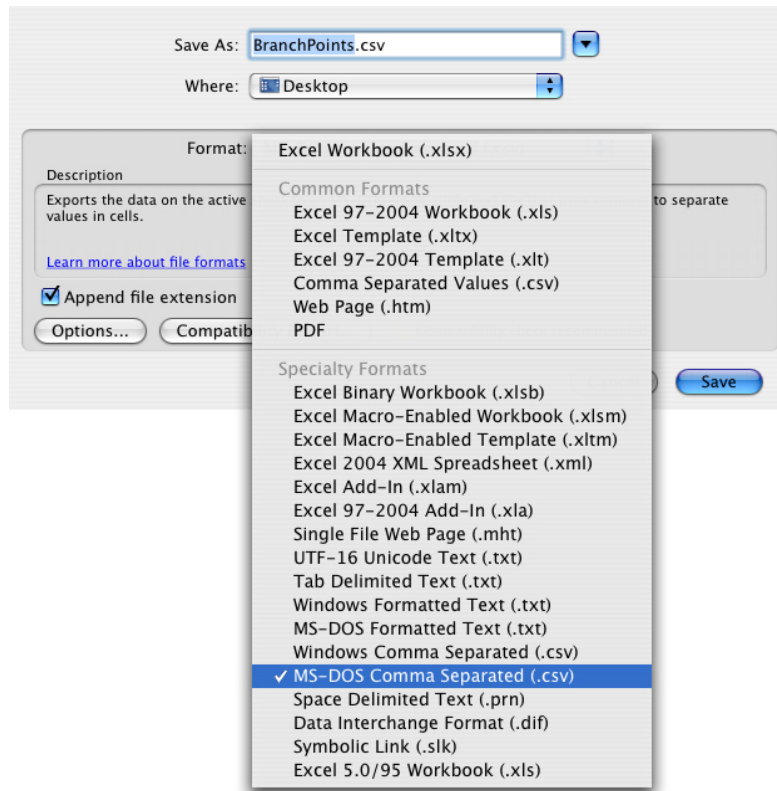 Save As: BranchPoints.csv
Where: Desktop
Format:
Description
Exports the data on the active to separate
values in cells.
Learn more about file formats
Append file extension
Options... Compatib
Excel Workbook (.xlsx)
Common Formats
Excel 97-2004 Workbook (.xls)
Excel Template (.xltx)
Excel 97-2004 Template (.xlt)
Comma Separated Values (.csv)
Web Page (.htm)
PDF
Specialty Formats
Excel Binary Workbook (.xlsb)
Excel Macro-Enabled Workbook (.xlsm)
Excel Macro-Enabled Template (.xltm)
Excel 2004 XML Spreadsheet (.xml)
Excel Add-In (.xlam)
Excel 97-2004 Add-In (.xla)
Single File Web Page (.mht)
UTF-16 Unicode Text (.txt)
Tab Delimited Text (.txt)
Windows Formatted Text (.txt)
MS-DOS Formatted Text (.txt)
Windows Comma Separated (.csv)
✓ MS-DOS Comma Separated (.csv)
Space Delimited Text (.prn)
Data Interchange Format (.dif)
Symbolic Link (.slk)
Excel 5.0/95 Workbook (.xls)
Save